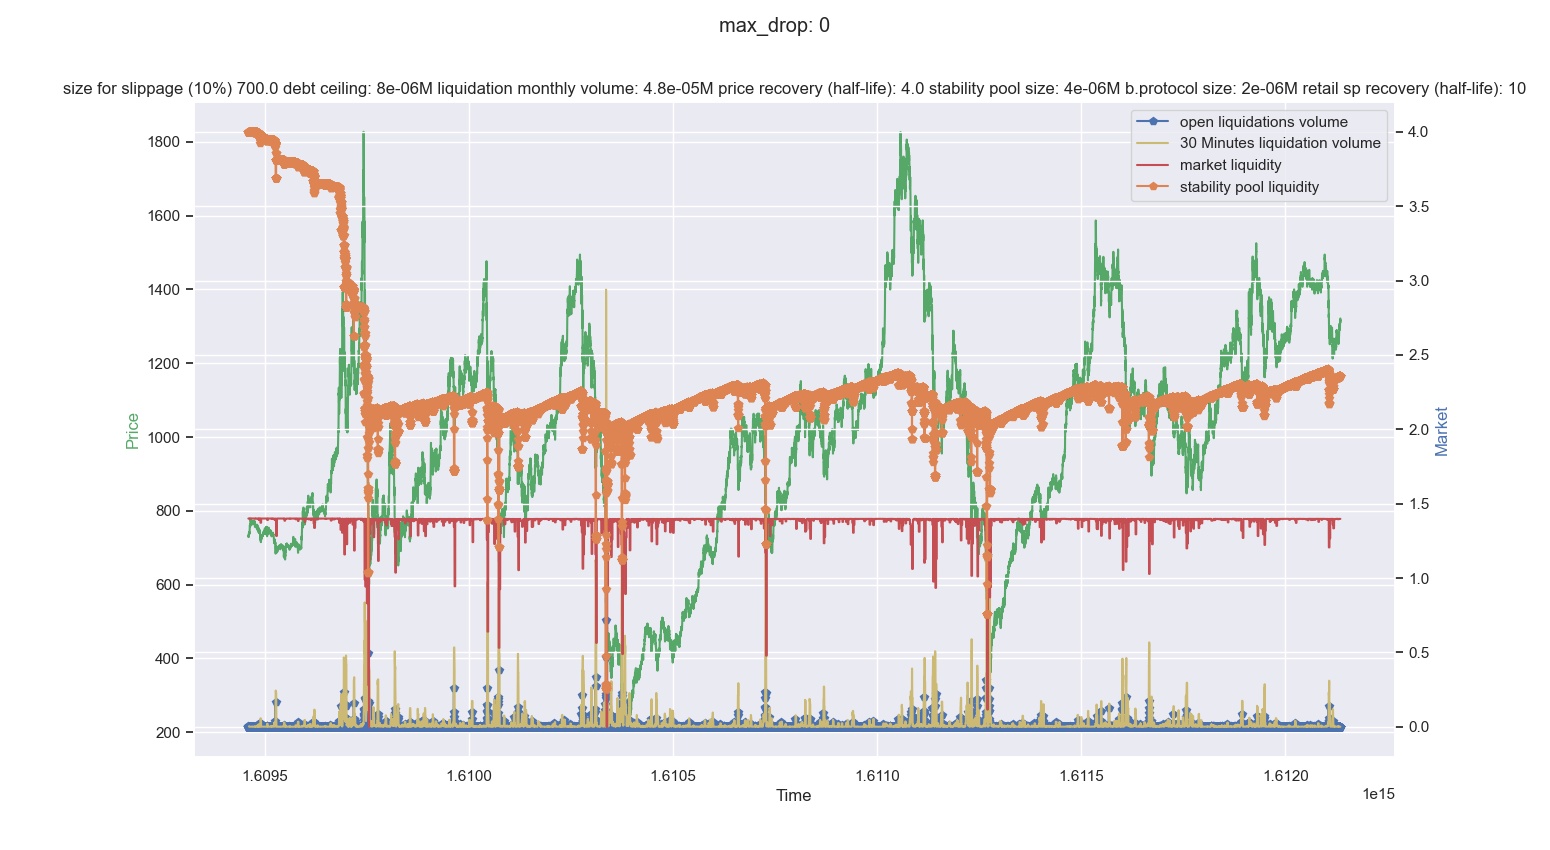 max_drop: 0
size for slippage (10%) 700.0 debt ceiling: 8e-06M liquidation monthly volume: 4.8e-05M price recovery (half-life): 4.0 stability pool size: 4e-06M b.protocol size: 2e-06M retail sp recovery (half-life): 10
open liquidations volume
30 Minutes liquidation volume
market liquidity
stability pool liquidity
1800
1600
1400
1200
1000
800
600
400
200
Price
4.0
3.5
3.0
2.5
2.0
1.5
1.0
0.5
0.0
Market
1.6095 1.6100 1.6105 1.6110 1.6115 1.6120
1e15
Time